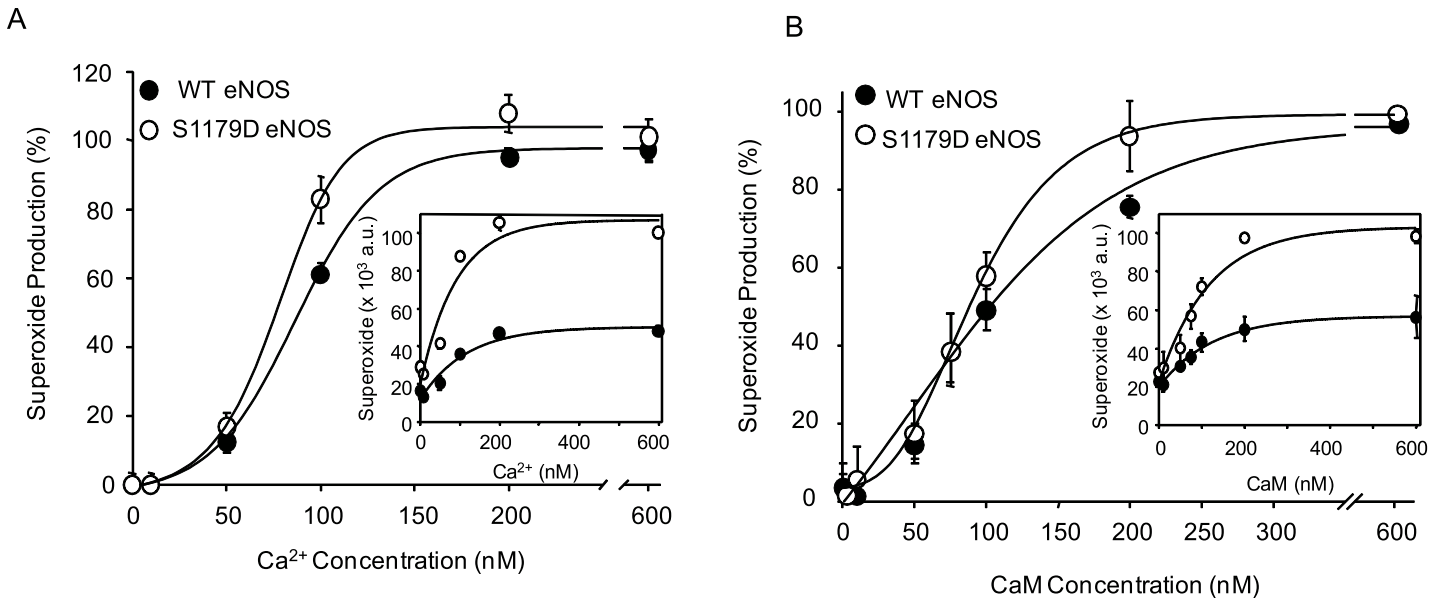 A
120
100
80
60
40
20
0
Superoxide Production (%)
WT eNOS
S1179D eNOS
0 50 100 150 200 600
Ca²⁺ Concentration (nM)
Superoxide (x 10³ a.u.)
100
80
60
40
20
0
0 200 400 600
Ca²⁺ (nM)
B
100
80
60
40
20
0
Superoxide Production (%)
WT eNOS
S1179D eNOS
0 50 100 150 200 250 300 600
CaM Concentration (nM)
Superoxide (x 10³ a.u.)
100
80
60
40
20
0
0 200 400 600
CaM (nM)